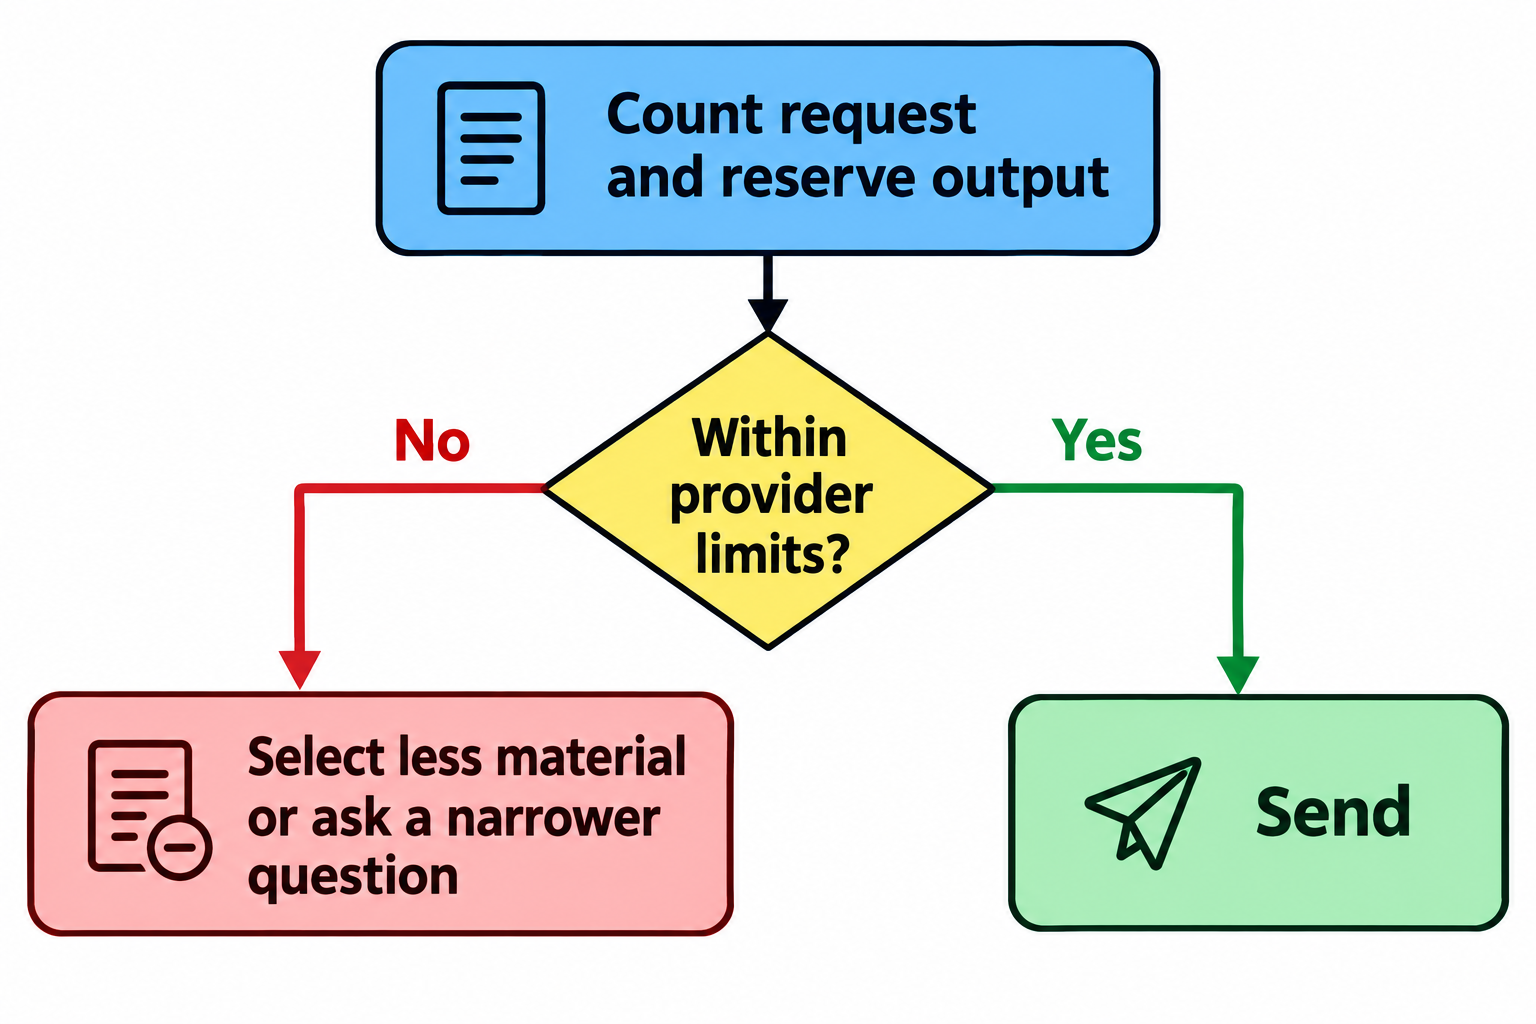 Count request
and reserve output
Within
provider
limits?
No
Yes
Select less material
or ask a narrower
question
Send